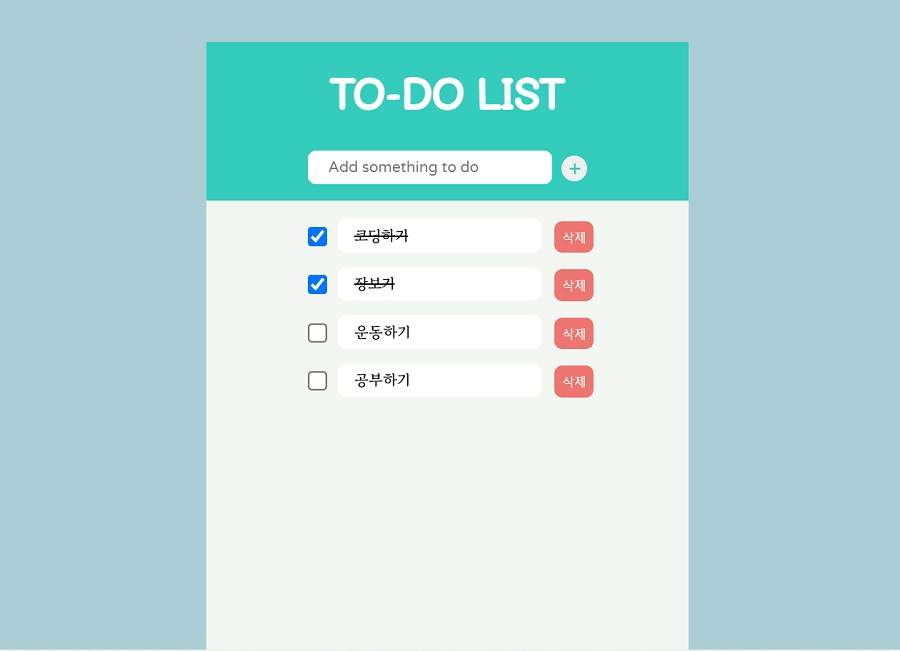 TO-DO LIST
Add something to do
+
코딩하기 삭제
장보기 삭제
운동하기 삭제
공부하기 삭제